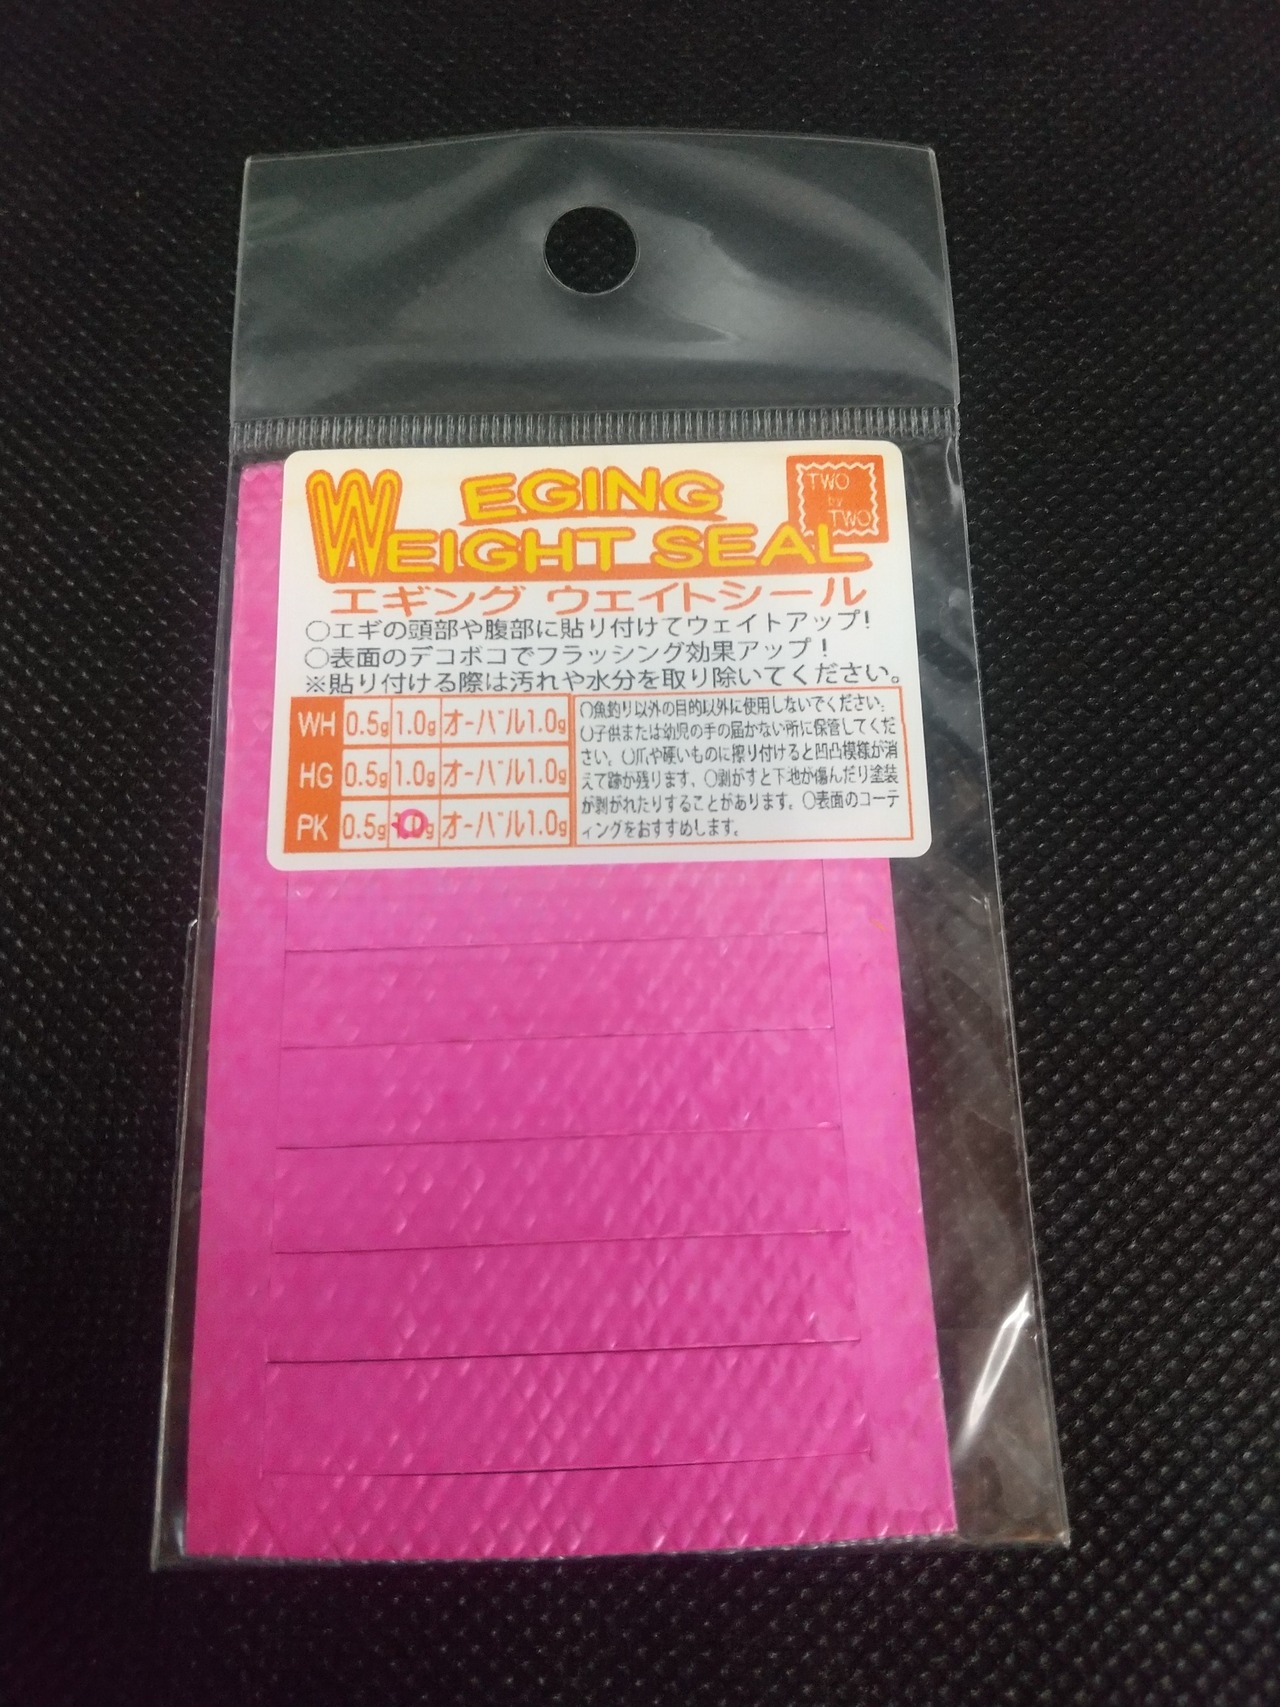 EGING
WEIGHT SEAL
TWO
by
TWO
エギング ウェイトシール
○エギの頭部や腹部に貼り付けてウェイトアップ!
○表面のデコボコでフラッシング効果アップ!
※貼り付ける際は汚れや水分を取り除いてください。
WH 0.5g 1.0g オーバル1.0g
HG 0.5g 1.0g オーバル1.0g
PK 0.5g 1.0g オーバル1.0g
○魚釣り以外の目的以外に使用しないでください。
○子供または幼児の手の届かない所に保管してくだ
さい。○爪や硬いものに擦り付けると凹凸模様が消
えて跡が残ります。○剥がすと下地が傷んだり塗装
が剥がれたりすることがあります。○表面のコーテ
ィングをおすすめします。